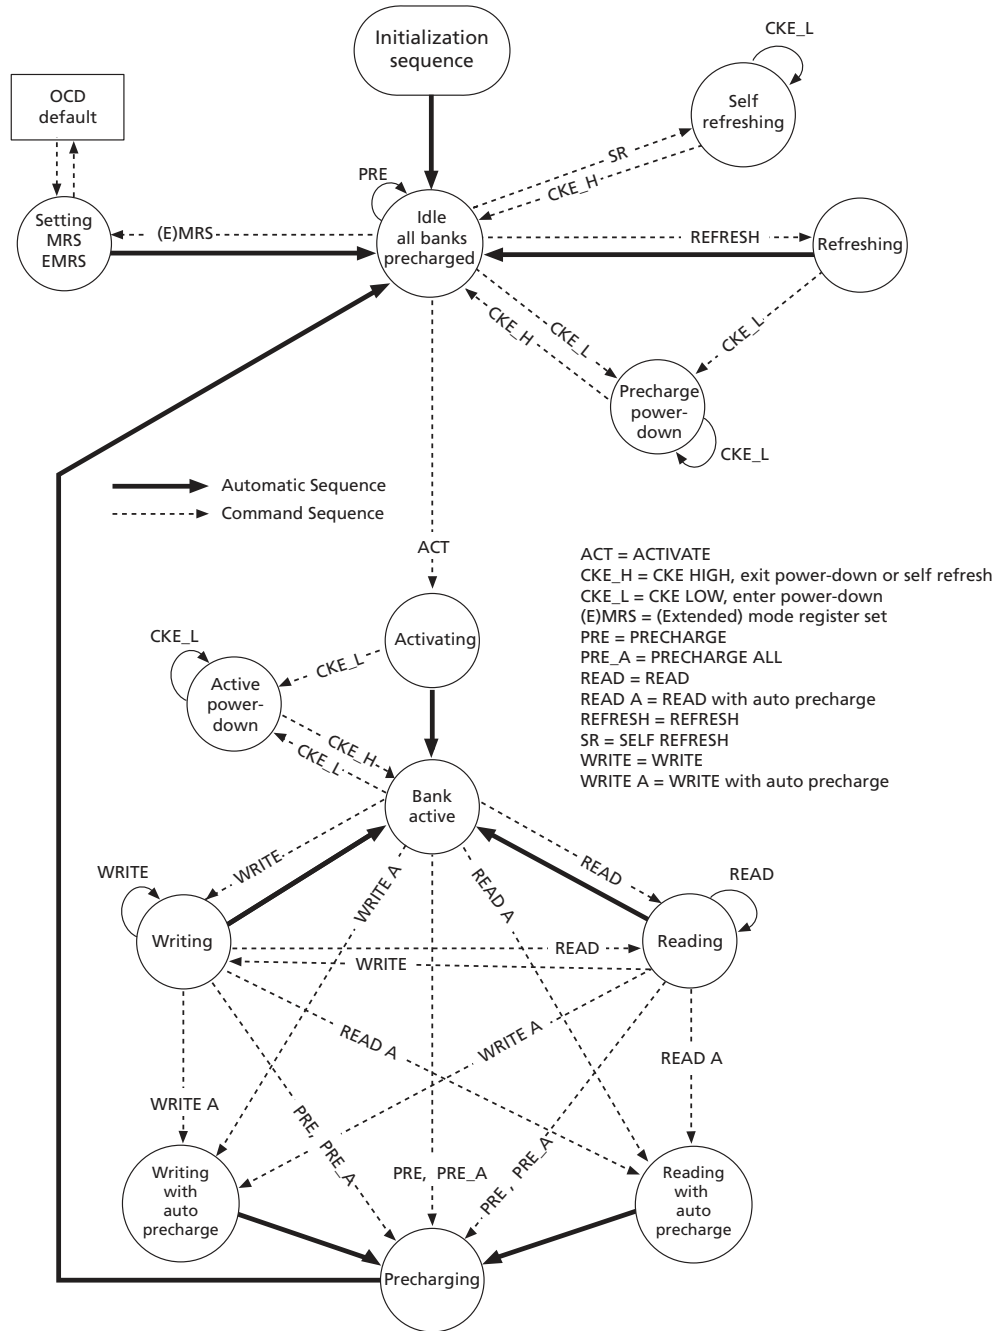 Initialization
sequence
CKE_L
OCD
default
Self
refreshing
SR
CKE_H
PRE
Setting
MRS
EMRS
(E)MRS
Idle
all banks
precharged
REFRESH
Refreshing
CKE_L
CKE_H
CKE_L
Precharge
power-
down
CKE_L
Automatic Sequence
Command Sequence
ACT
ACT = ACTIVATE
CKE_H = CKE HIGH, exit power-down or self refresh
CKE_L = CKE LOW, enter power-down
(E)MRS = (Extended) mode register set
PRE = PRECHARGE
PRE_A = PRECHARGE ALL
READ = READ
READ A = READ with auto precharge
REFRESH = REFRESH
SR = SELF REFRESH
WRITE = WRITE
WRITE A = WRITE with auto precharge
CKE_L
Activating
CKE_L
Active
power-
down
CKE_H
CKE_L
Bank
active
WRITE
WRITE
WRITE A
READ A
READ
READ
Writing
READ
WRITE
Reading
READ A
WRITE A
READ A
WRITE A
PRE, PRE_A
PRE, PRE_A
PRE, PRE_A
Writing
with
auto
precharge
Reading
with
auto
precharge
Precharging